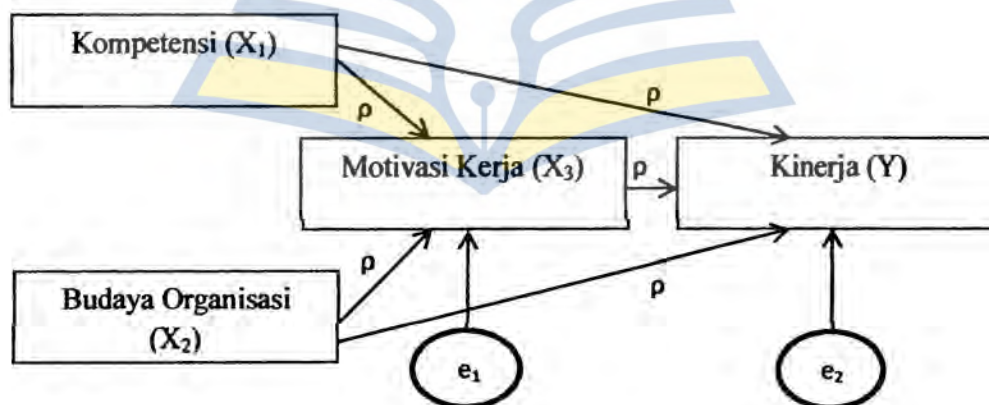 Kompetensi (X₁)
ρ
ρ
Motivasi Kerja (X₃)
ρ
Kinerja (Y)
ρ
Budaya Organisasi
(X₂)
ρ
e₁
e₂